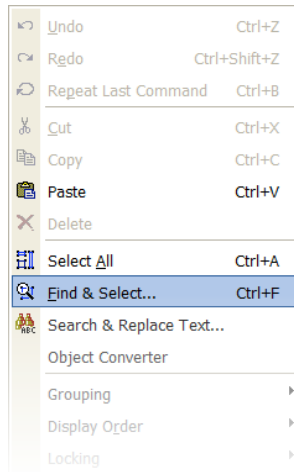 Undo Ctrl+Z
Redo Ctrl+Shift+Z
Repeat Last Command Ctrl+B
Cut Ctrl+X
Copy Ctrl+C
Paste Ctrl+V
Delete
Select All Ctrl+A
Find & Select... Ctrl+F
ABC Search & Replace Text...
Object Converter
Grouping
Display Order
Locking